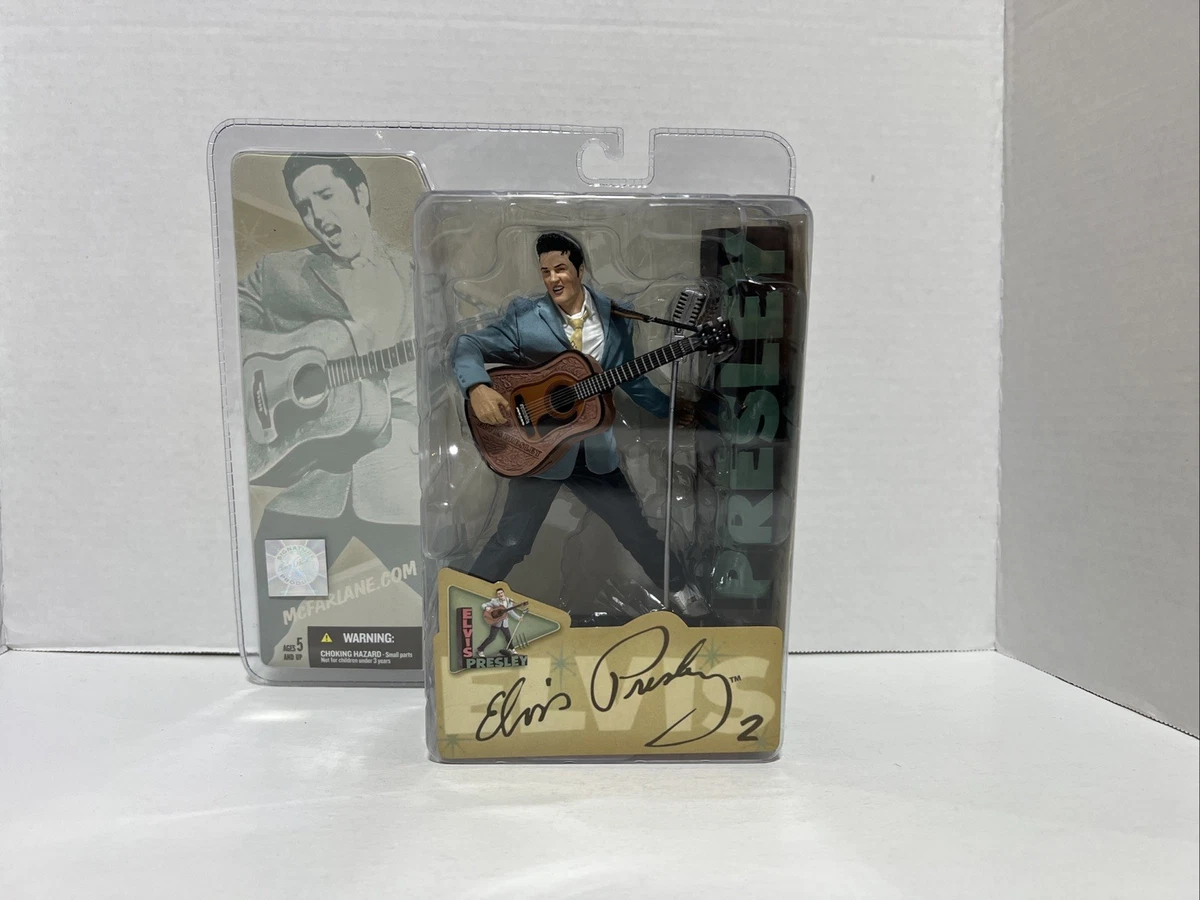 MCFARLANE.COM
AGES 5
AND UP
WARNING:
CHOKING HAZARD - Small parts
Not for children under 3 years
PRESLEY
ELVIS
PRESLEY
ELVIS
Elvis Presley™
2